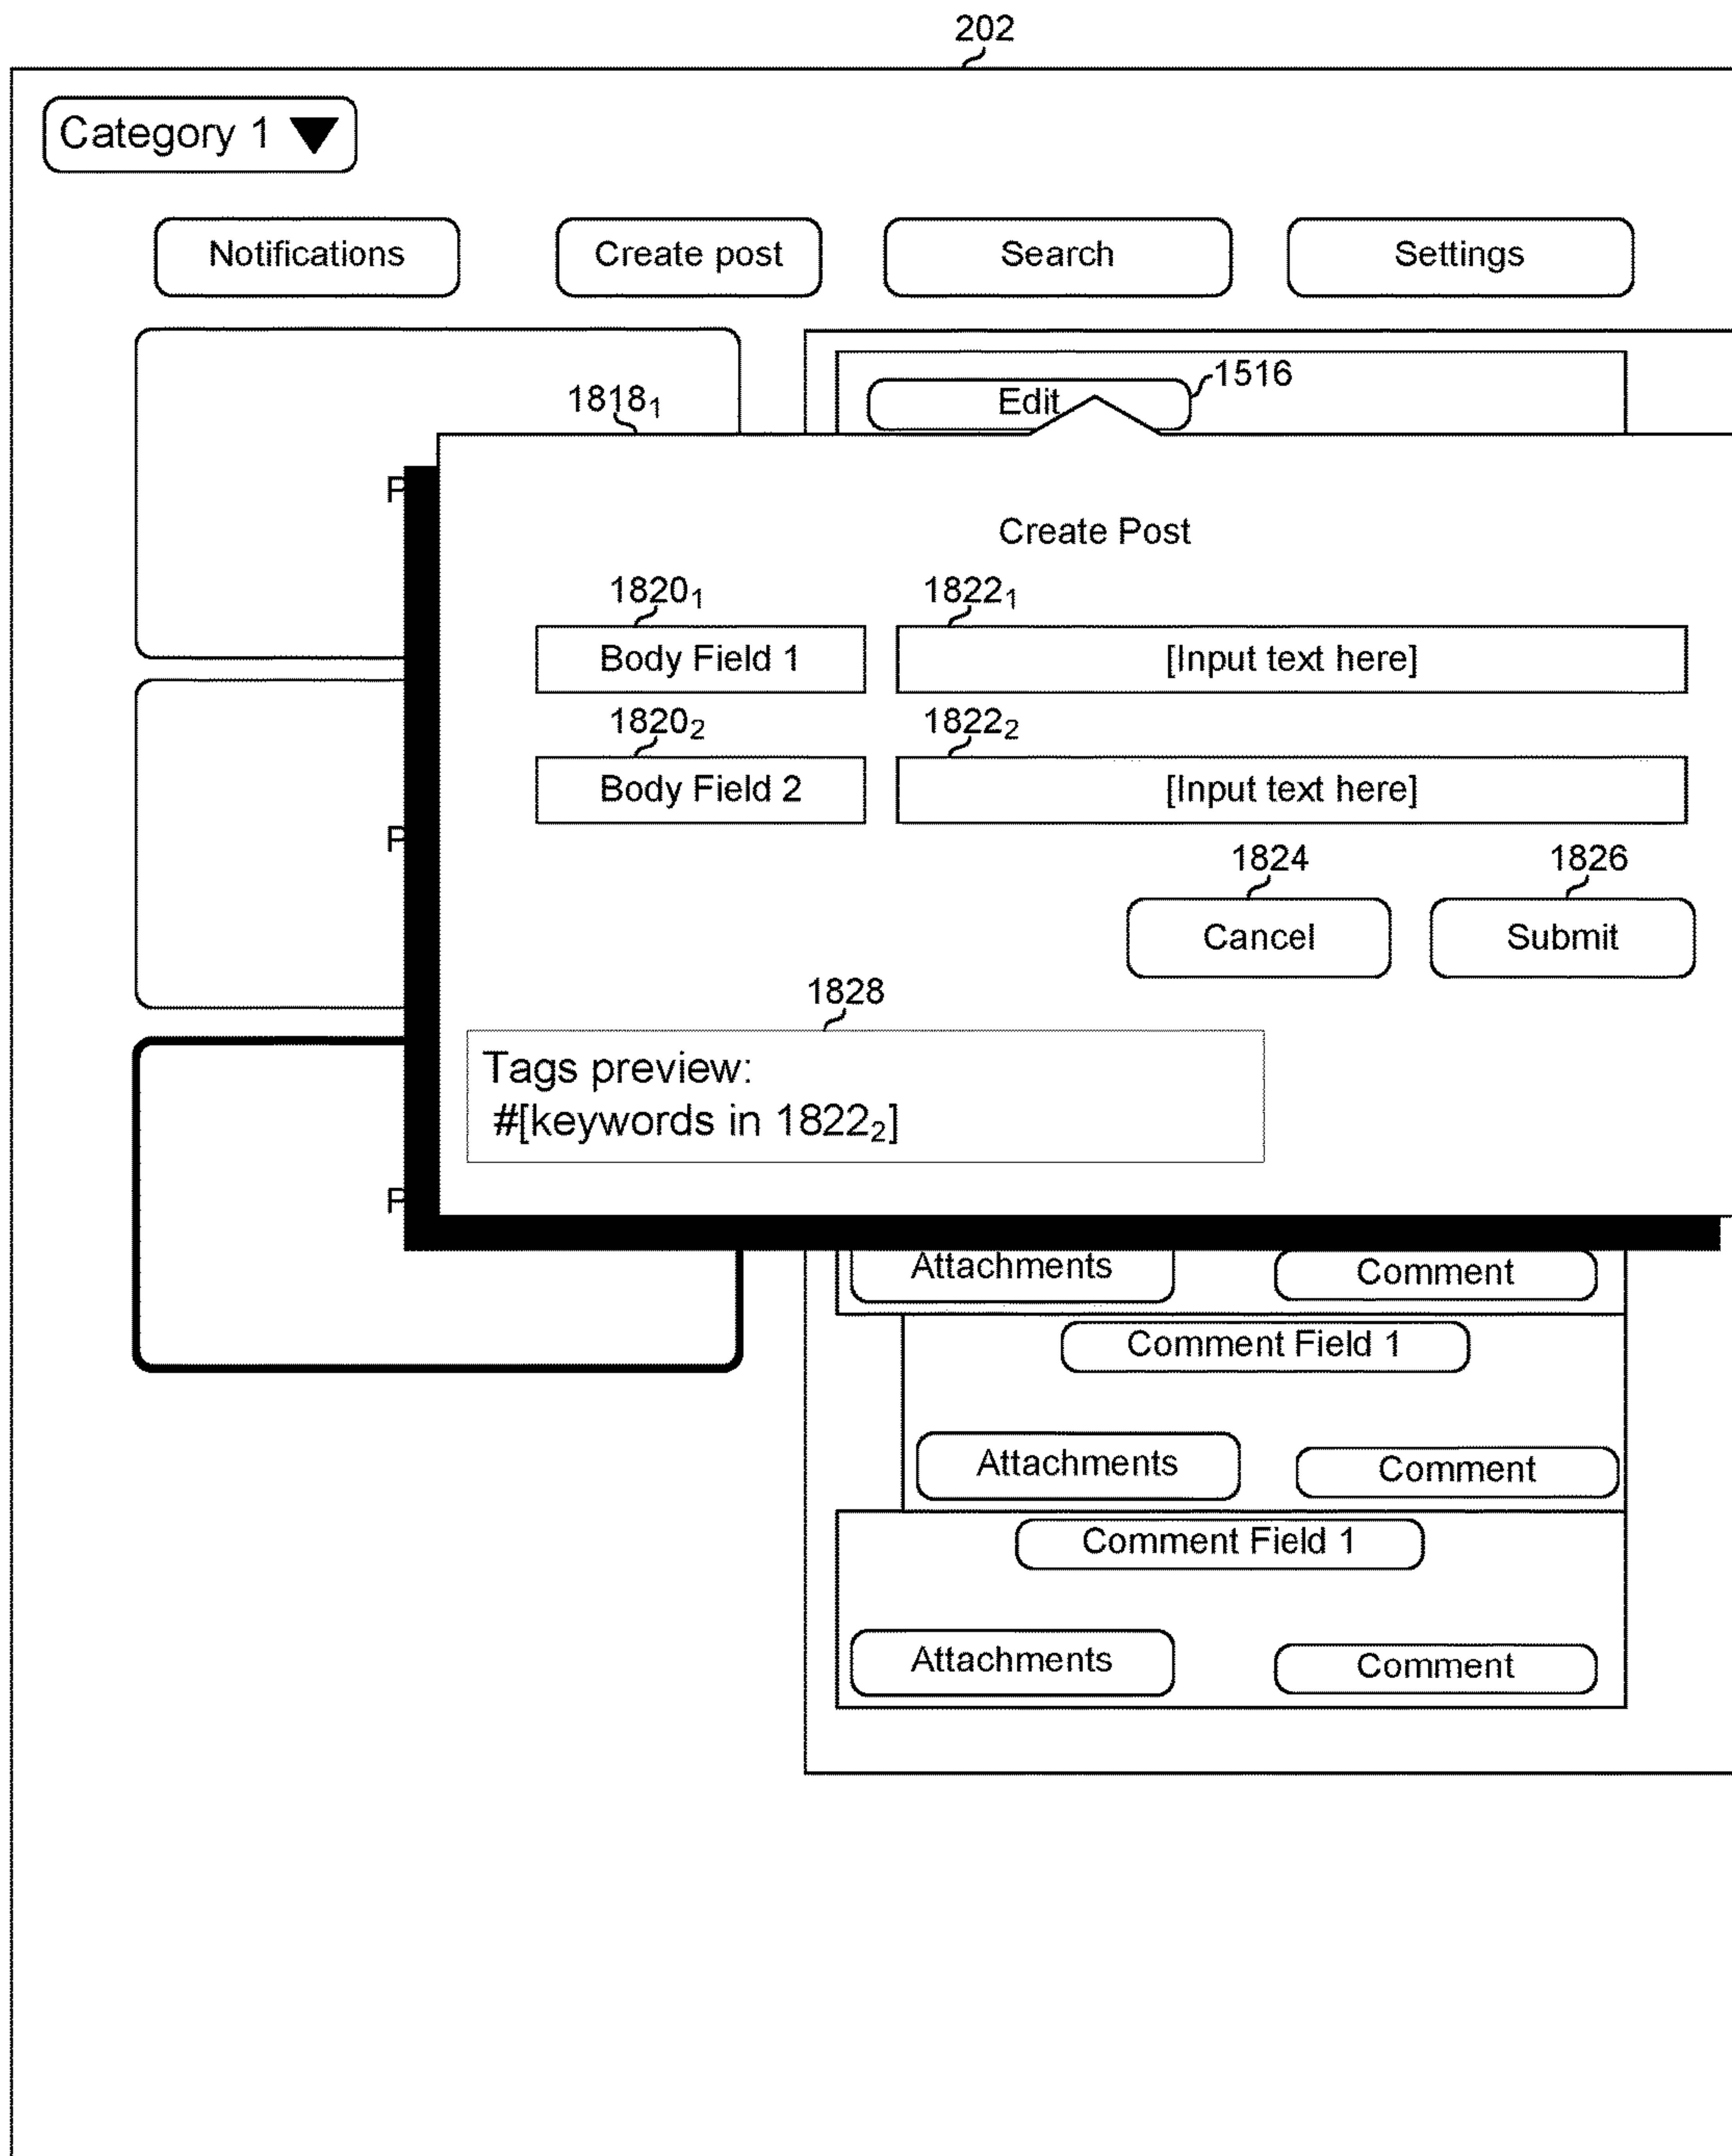 202
Category 1
Notifications Create post Search Settings
1516
Edit
1818₁
P
Create Post
1820₁ 1822₁
Body Field 1 [Input text here]
1820₂ 1822₂
Body Field 2 [Input text here]
P
1824 1826
Cancel Submit
1828
Tags preview:
#[keywords in 1822₂]
P
Attachments Comment
Comment Field 1
Attachments Comment
Comment Field 1
Attachments Comment